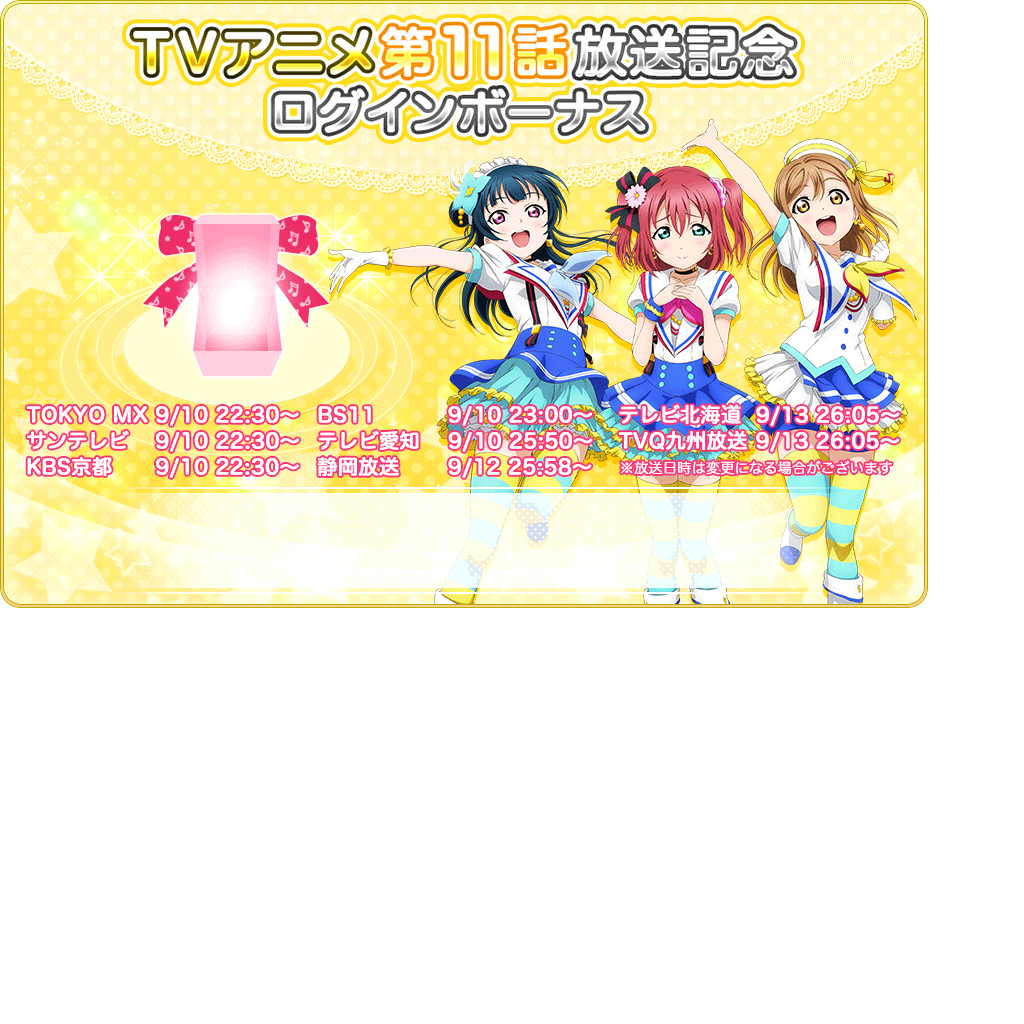 TVアニメ第11話放送記念
ログインボーナス
TOKYO MX 9/10 22:30～ BS11 9/10 23:00～ テレビ北海道 9/13 26:05～
サンテレビ 9/10 22:30～ テレビ愛知 9/10 25:50～ TVQ九州放送 9/13 26:05～
KBS京都 9/10 22:30～ 静岡放送 9/12 25:58～ ※放送日時は変更になる場合がございます